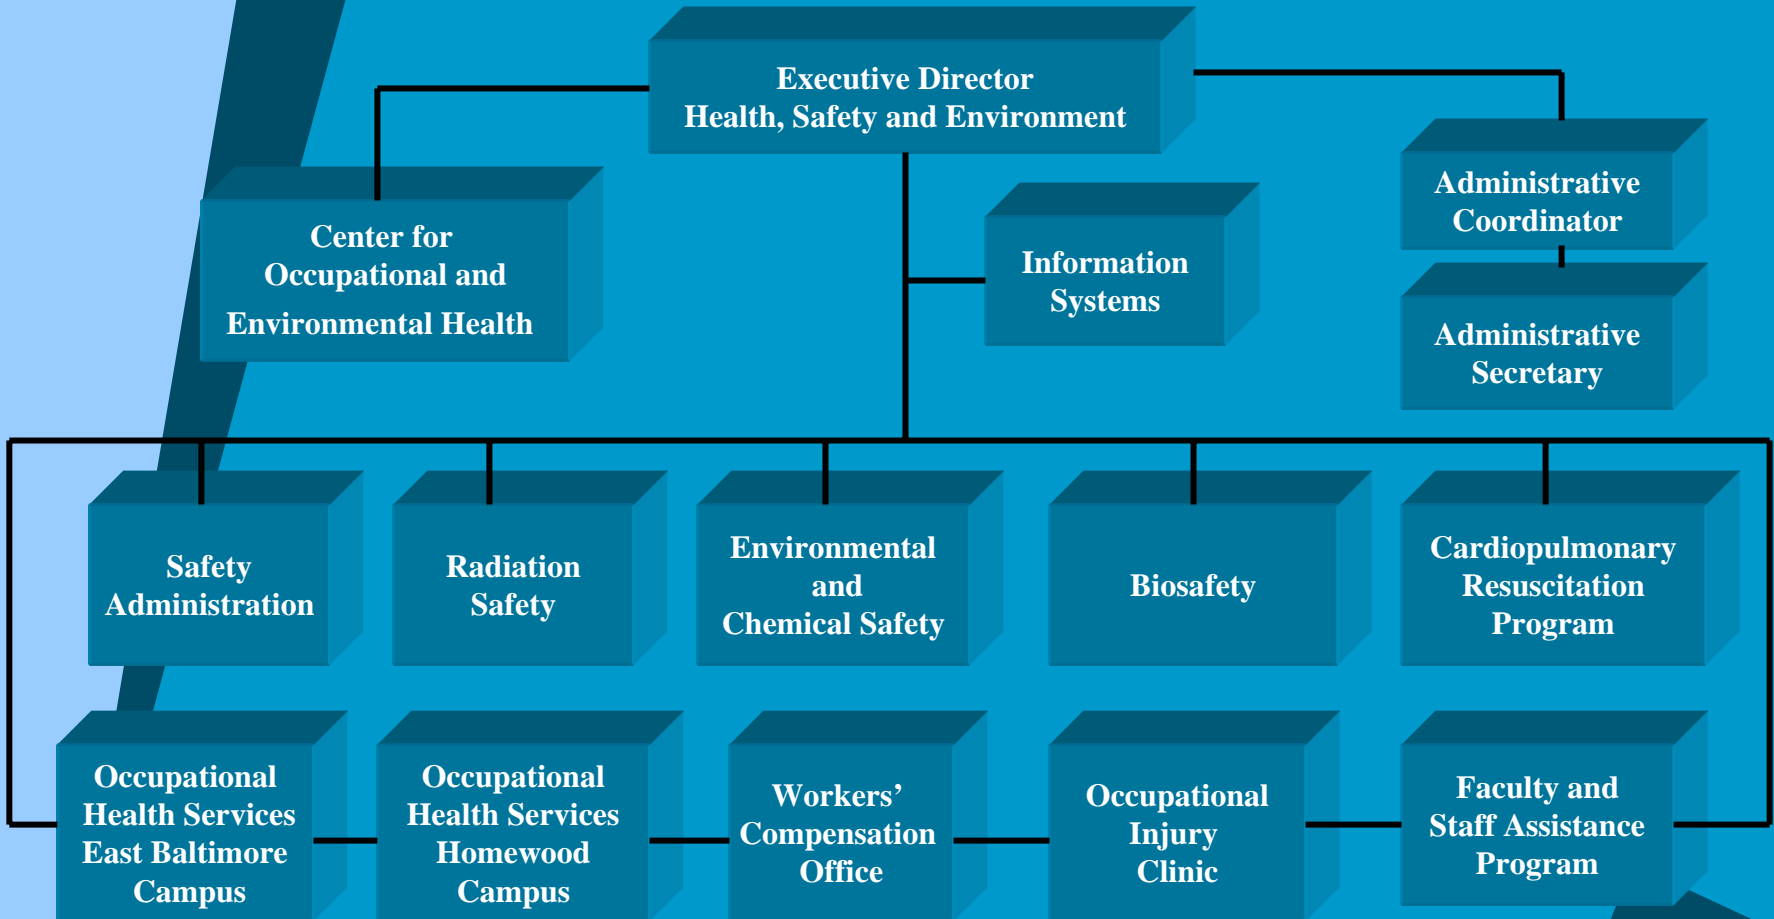 Executive Director
Health, Safety and Environment
Center for
Occupational and
Environmental Health
Information
Systems
Administrative
Coordinator
Administrative
Secretary
Safety
Administration
Radiation
Safety
Environmental
and
Chemical Safety
Biosafety
Cardiopulmonary
Resuscitation
Program
Occupational
Health Services
East Baltimore
Campus
Occupational
Health Services
Homewood
Campus
Workers’
Compensation
Office
Occupational
Injury
Clinic
Faculty and
Staff Assistance
Program